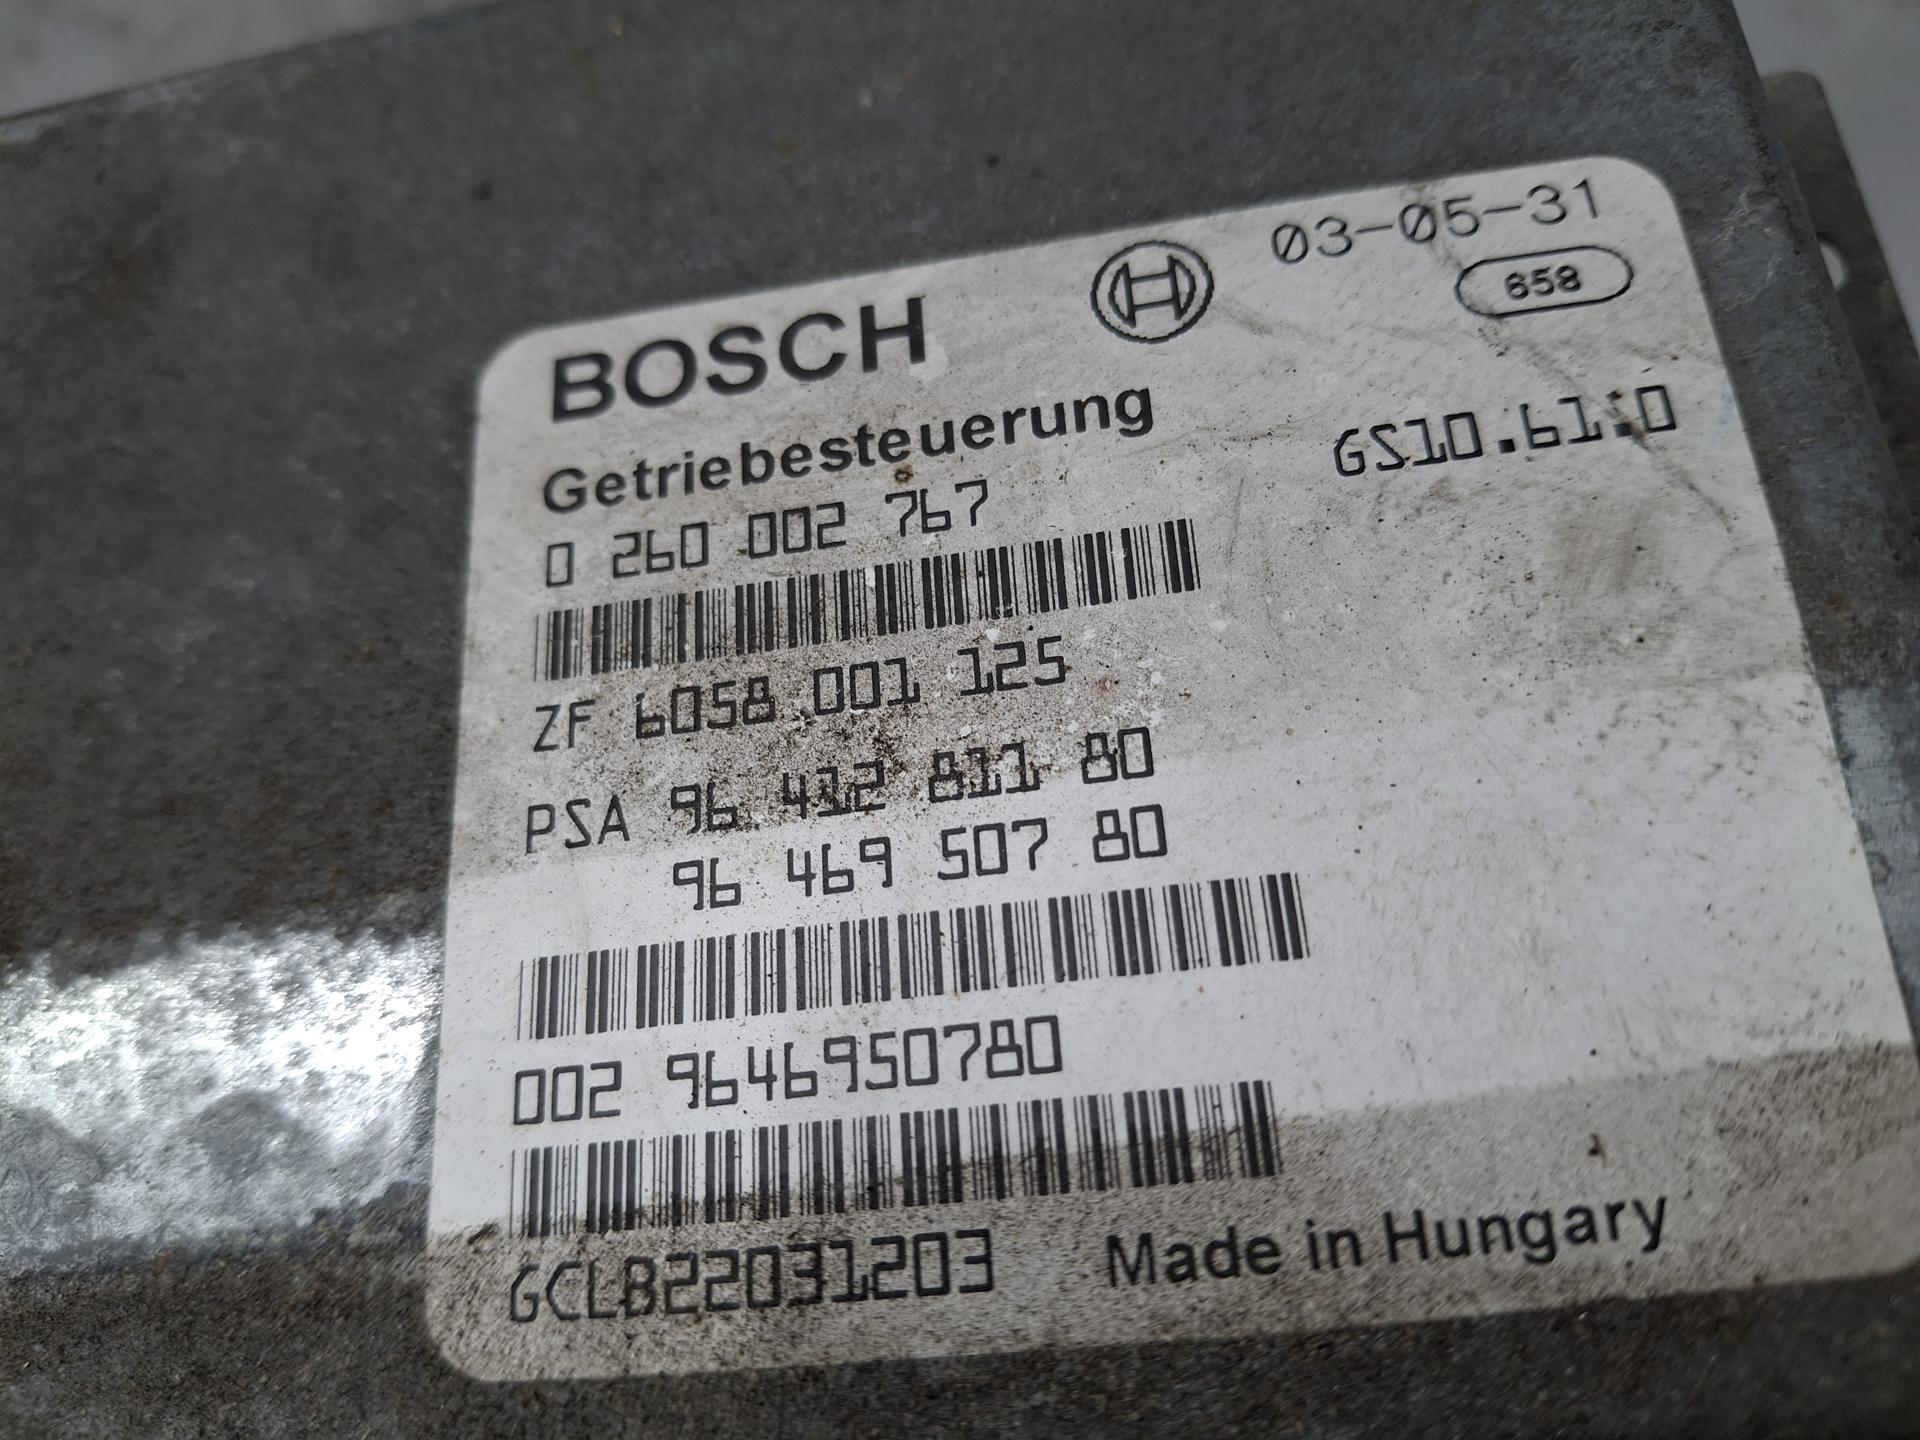 03-05-31
658
BOSCH
Getriebesteuerung
0 260 002 767
GS10.61.0
ZF 6058 001 125
PSA 96 412 811 80
96 469 507 80
002 9646950780
GCLB22031203
Made in Hungary